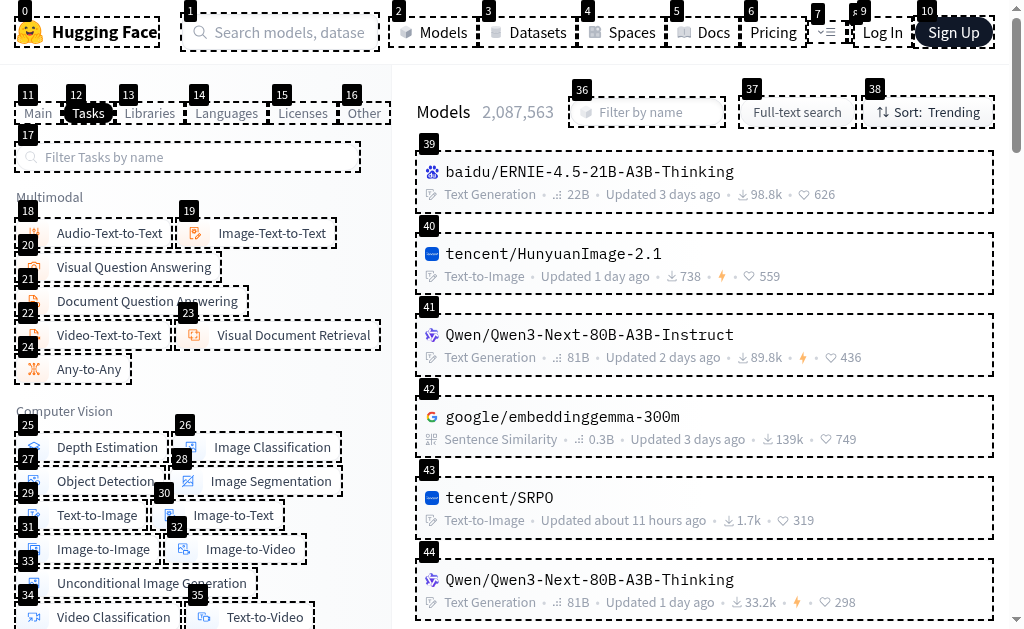 0 1 2 3 4 5 6 7 8 9 10
Hugging Face Search models, datase Models Datasets Spaces Docs Pricing Log In Sign Up
11 12 13 14 15 16
Main Tasks Libraries Languages Licenses Other
17
Filter Tasks by name
Multimodal
18 19
Audio-Text-to-Text Image-Text-to-Text
20
Visual Question Answering
21
Document Question Answering
22 23
Video-Text-to-Text Visual Document Retrieval
24
Any-to-Any
Computer Vision
25 26
Depth Estimation Image Classification
27 28
Object Detection Image Segmentation
29 30
Text-to-Image Image-to-Text
31 32
Image-to-Image Image-to-Video
33
Unconditional Image Generation
34 35
Video Classification Text-to-Video
36 37 38
Models 2,087,563 Filter by name Full-text search Sort: Trending
39
baidu/ERNIE-4.5-21B-A3B-Thinking
Text Generation • 22B • Updated 3 days ago • 98.8k • 626
40
tencent/HunyuanImage-2.1
Text-to-Image • Updated 1 day ago • 738 • 559
41
Qwen/Qwen3-Next-80B-A3B-Instruct
Text Generation • 81B • Updated 2 days ago • 89.8k • 436
42
google/embeddinggemma-300m
Sentence Similarity • 0.3B • Updated 3 days ago • 139k • 749
43
tencent/SRPO
Text-to-Image • Updated about 11 hours ago • 1.7k • 319
44
Qwen/Qwen3-Next-80B-A3B-Thinking
Text Generation • 81B • Updated 1 day ago • 33.2k • 298